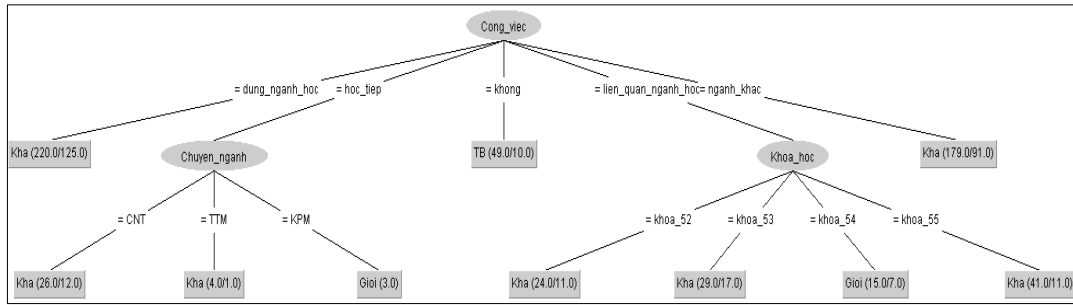 Cong_viec
= dung_nganh_hoc = hoc_tiep = khong = lien_quan_nganh_hoc = nganh_khac
Kha (220.0/125.0) Chuyen_nganh TB (49.0/10.0) Khoa_hoc Kha (179.0/91.0)
= CNT = TTM = KPM = khoa_52 = khoa_53 = khoa_54 = khoa_55
Kha (26.0/12.0) Kha (4.0/1.0) Gioi (3.0) Kha (24.0/11.0) Kha (29.0/17.0) Gioi (15.0/7.0) Kha (41.0/11.0)